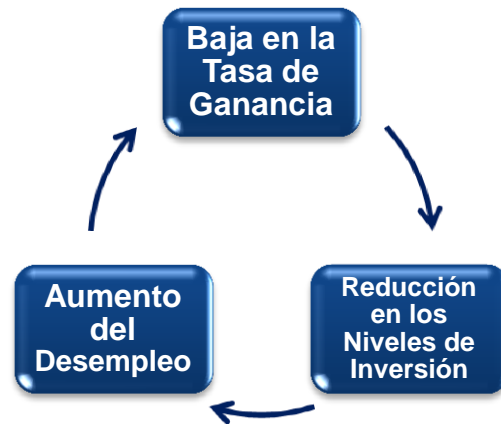 Baja en la
Tasa de
Ganancia
Reducción
en los
Niveles de
Inversión
Aumento
del
Desempleo